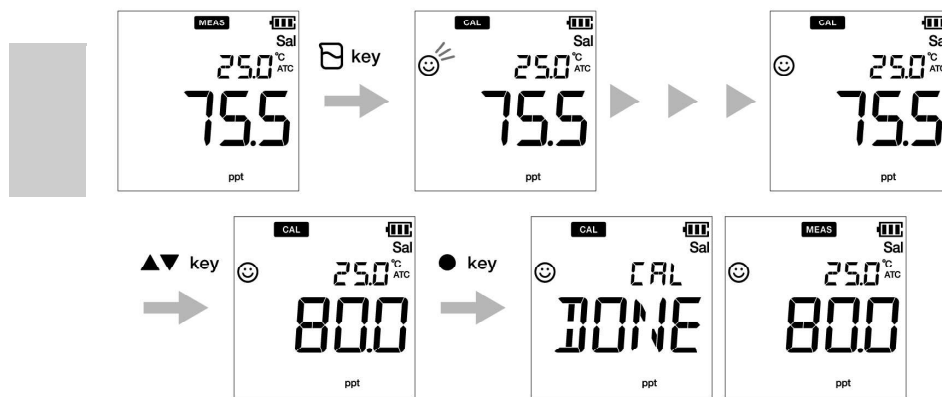 MEAS
Sal
25.0 °C
ATC
75.5
ppt
key
CAL
Sal
25.0 °C
ATC
75.5
ppt
CAL
Sa
25.0 °C
ATC
75.5
ppt
▲▼ key
CAL
Sal
25.0 °C
ATC
80.0
ppt
● key
CAL
Sal
CAL
DONE
ppt
MEAS
Sal
25.0 °C
ATC
80.0
ppt